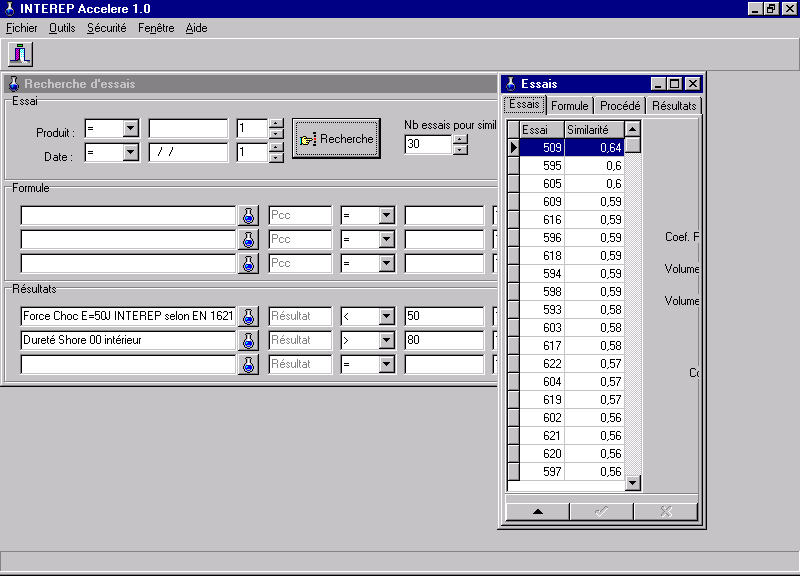 INTEREP Accelere 1.0
Fichier Outils Sécurité Fenêtre Aide
Recherche d'essais
Essai
Produit : = 1
Date : = / / 1
Recherche
Nb essais pour simil
30
Formule
Pcc =
Pcc =
Pcc =
Résultats
Force Choc E=50J INTEREP selon EN 1621 Résultat < 50
Dureté Shore 00 intérieur Résultat > 80
Résultat =
Essais
Essais Formule Procédé Résultats
Essai Similarité
509 0,64
595 0,6
605 0,6
609 0,59
616 0,59
596 0,59
618 0,59
594 0,59
598 0,59
593 0,58
603 0,58
617 0,58
622 0,57
604 0,57
619 0,57
602 0,56
621 0,56
620 0,56
597 0,56
Coef. F
Volume
Volume
Co